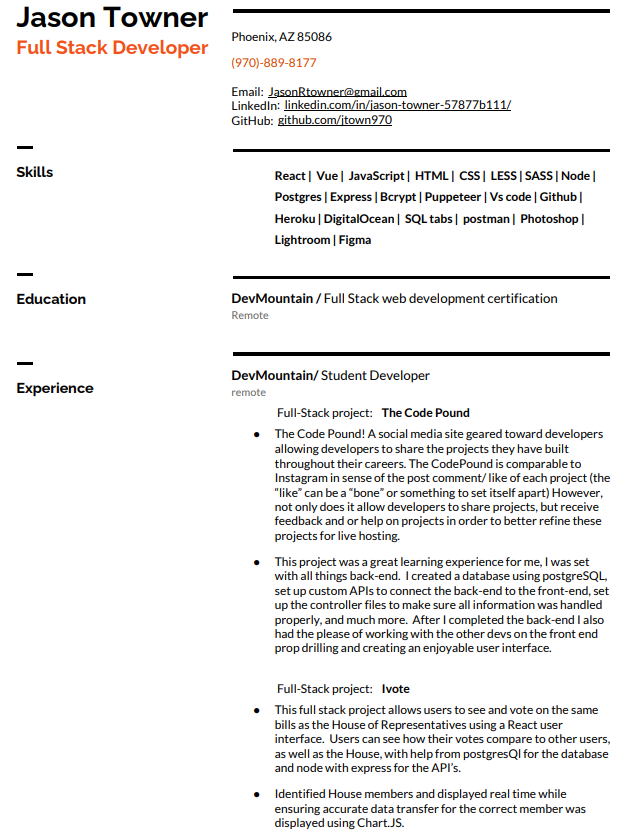 Jason Towner
Full Stack Developer
Phoenix, AZ 85086
(970)-889-8177
Email: JasonRtowner@gmail.com
LinkedIn: linkedin.com/in/jason-towner-57877b111/
GitHub: github.com/jtown970
Skills
React | Vue | JavaScript | HTML | CSS | LESS | SASS | Node |
Postgres | Express | Bcrypt | Puppeteer | Vs code | Github |
Heroku | DigitalOcean | SQL tabs | postman | Photoshop |
Lightroom | Figma
Education
DevMountain / Full Stack web development certification
Remote
Experience
DevMountain/ Student Developer
remote
Full-Stack project: The Code Pound
● The Code Pound! A social media site geared toward developers
allowing developers to share the projects they have built
throughout their careers. The CodePound is comparable to
Instagram in sense of the post comment/ like of each project (the
“like” can be a “bone” or something to set itself apart) However,
not only does it allow developers to share projects, but receive
feedback and or help on projects in order to better refine these
projects for live hosting.
● This project was a great learning experience for me, I was set
with all things back-end. I created a database using postgreSQL,
set up custom APIs to connect the back-end to the front-end, set
up the controller files to make sure all information was handled
properly, and much more. After I completed the back-end I also
had the please of working with the other devs on the front end
prop drilling and creating an enjoyable user interface.
Full-Stack project: Ivote
● This full stack project allows users to see and vote on the same
bills as the House of Representatives using a React user
interface. Users can see how their votes compare to other users,
as well as the House, with help from postgresQl for the database
and node with express for the API’s.
● Identified House members and displayed real time while
ensuring accurate data transfer for the correct member was
displayed using Chart.JS.